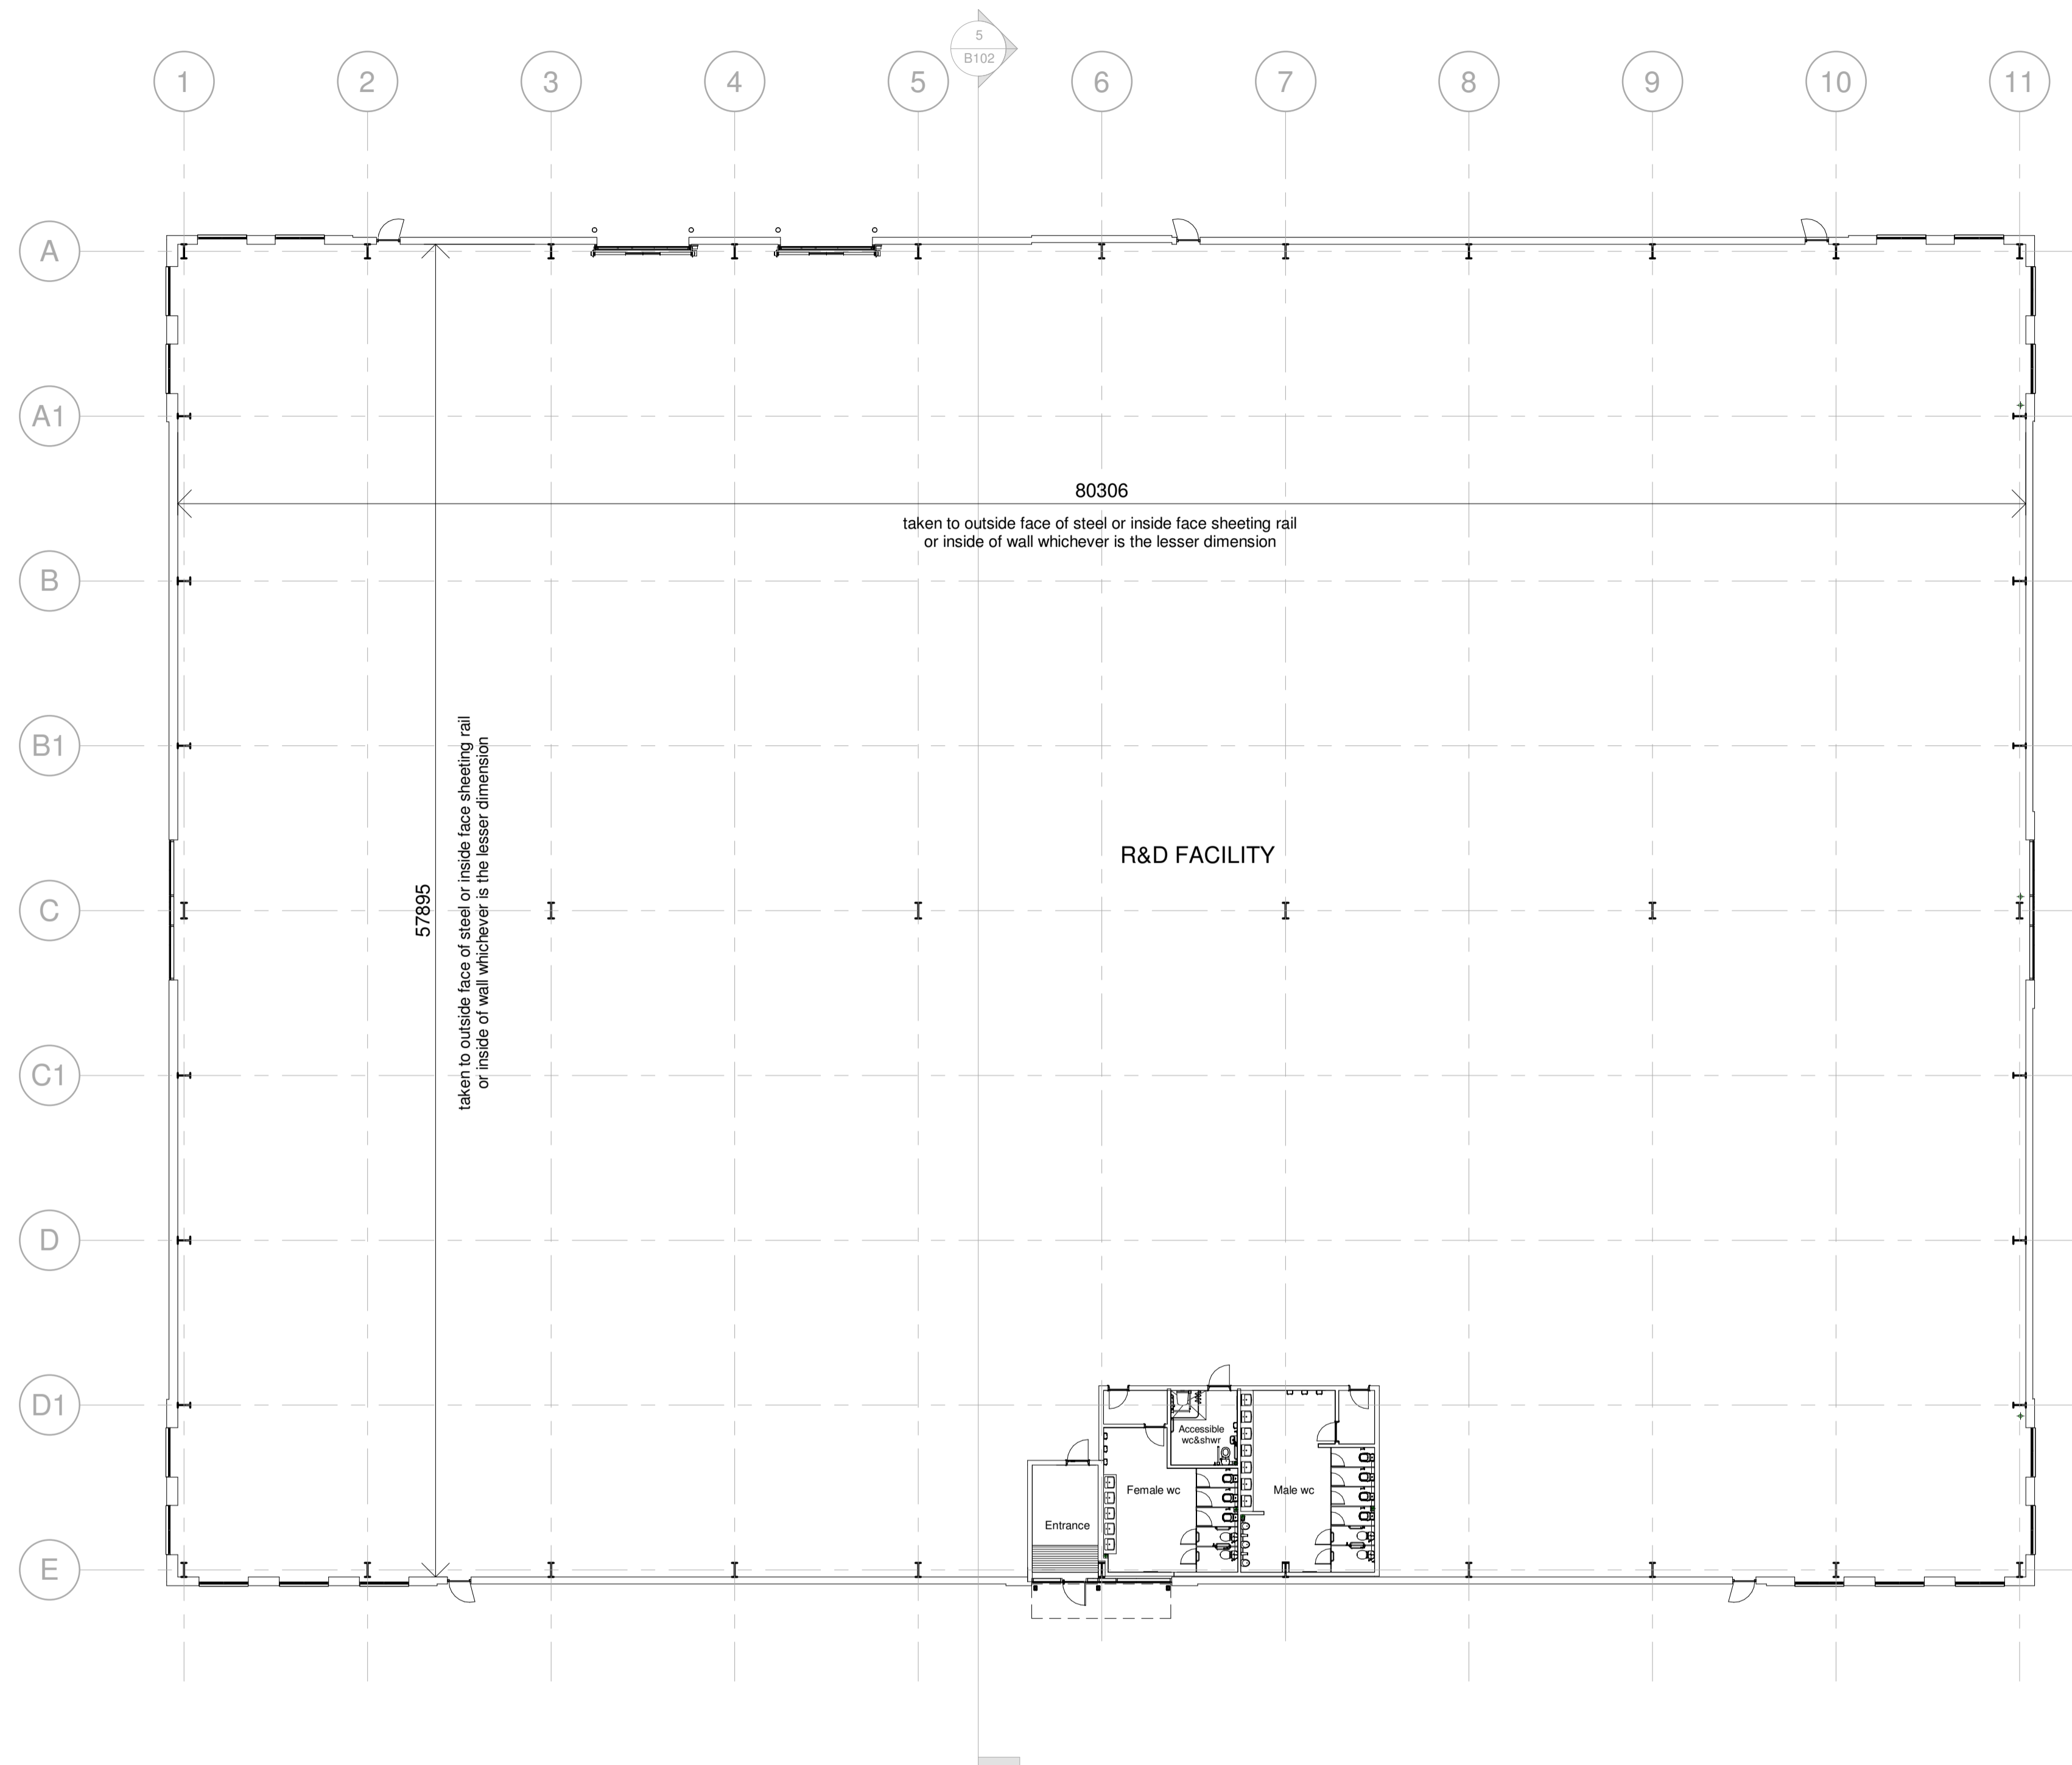 5
B102
1
2
3
4
5
6
7
8
9
10
11
A
A1
B
B1
C
C1
D
D1
E
80306
taken to outside face of steel or inside face sheeting rail
or inside of wall whichever is the lesser dimension
57895
taken to outside face of steel or inside face sheeting rail
or inside of wall whichever is the lesser dimension
R&D FACILITY
Accessible
wc&shwr
Female wc
Male wc
Entrance